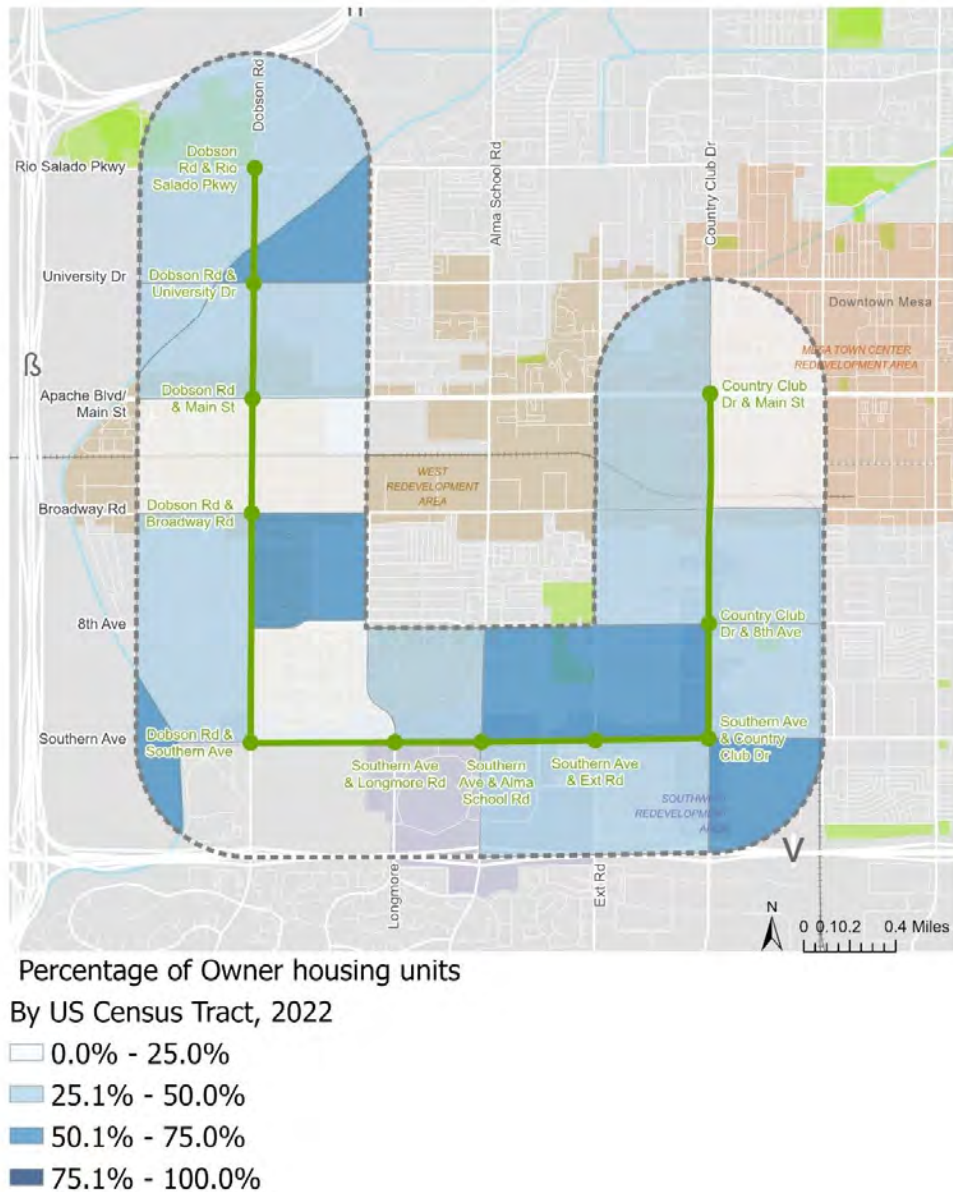 Dobson Rd
Rio Salado Pkwy
Dobson
Rd & Rio
Salado Pkwy
Alma School Rd
Country Club Dr
University Dr
Dobson Rd &
University Dr
Downtown Mesa
MESA TOWN CENTER
REDEVELOPMENT AREA
Apache Blvd/
Main St
Dobson Rd
& Main St
Country Club
Dr & Main St
WEST
REDEVELOPMENT
AREA
Broadway Rd
Dobson Rd &
Broadway Rd
8th Ave
Country Club
Dr & 8th Ave
Southern Ave
Dobson Rd &
Southern Ave
Southern Ave
& Longmore Rd
Southern
Ave & Alma
School Rd
Southern Ave
& Ext Rd
Southern Ave
& Country
Club Dr
SOUTHWEST
REDEVELOPMENT
AREA
Longmore
Ext Rd
N
0 0.10.2 0.4 Miles
Percentage of Owner housing units
By US Census Tract, 2022
0.0% - 25.0%
25.1% - 50.0%
50.1% - 75.0%
75.1% - 100.0%